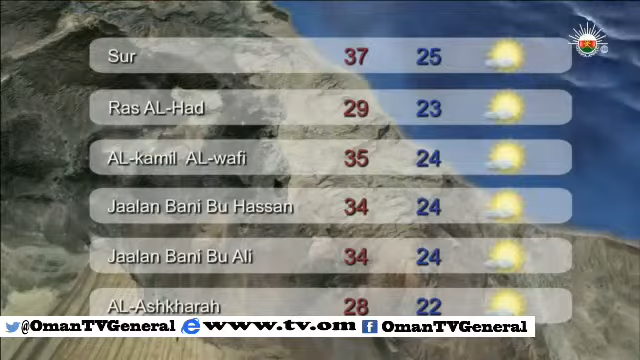 Sur 37 25
Ras AL-Had 29 23
AL-kamil AL-wafi 35 24
Jaalan Bani Bu Hassan 34 24
Jaalan Bani Bu Ali 34 24
AL-Ashkharah 28 22
@OmanTVGeneral www.tv.om OmanTVGeneral